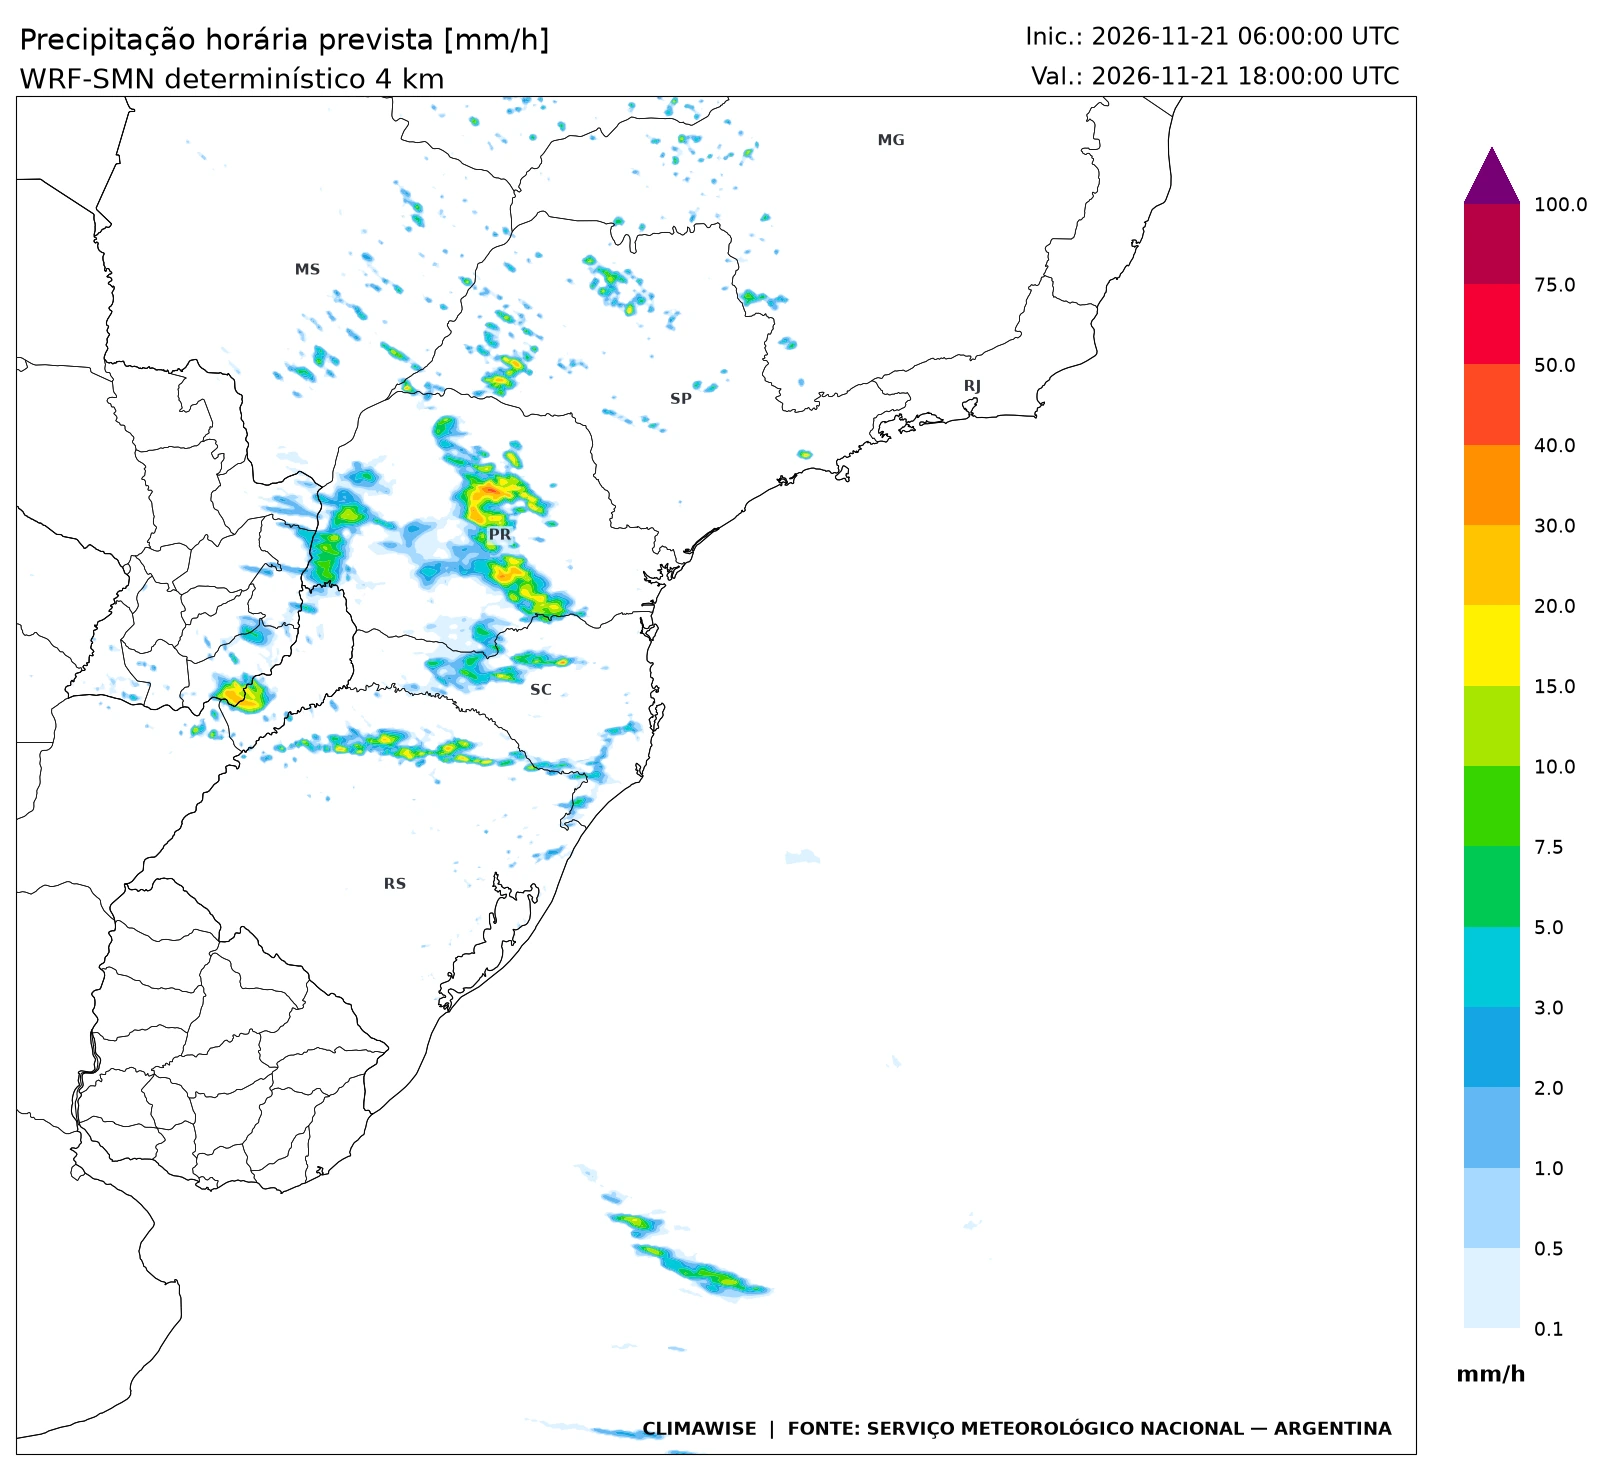 Precipitação horária prevista [mm/h]
WRF-SMN determinístico 4 km
Inic.: 2026-11-21 06:00:00 UTC
Val.: 2026-11-21 18:00:00 UTC
MG
MS
RJ
SP
PR
SC
RS
100.0
75.0
50.0
40.0
30.0
20.0
15.0
10.0
7.5
5.0
3.0
2.0
1.0
0.5
0.1
mm/h
CLIMAWISE | FONTE: SERVIÇO METEOROLÓGICO NACIONAL — ARGENTINA